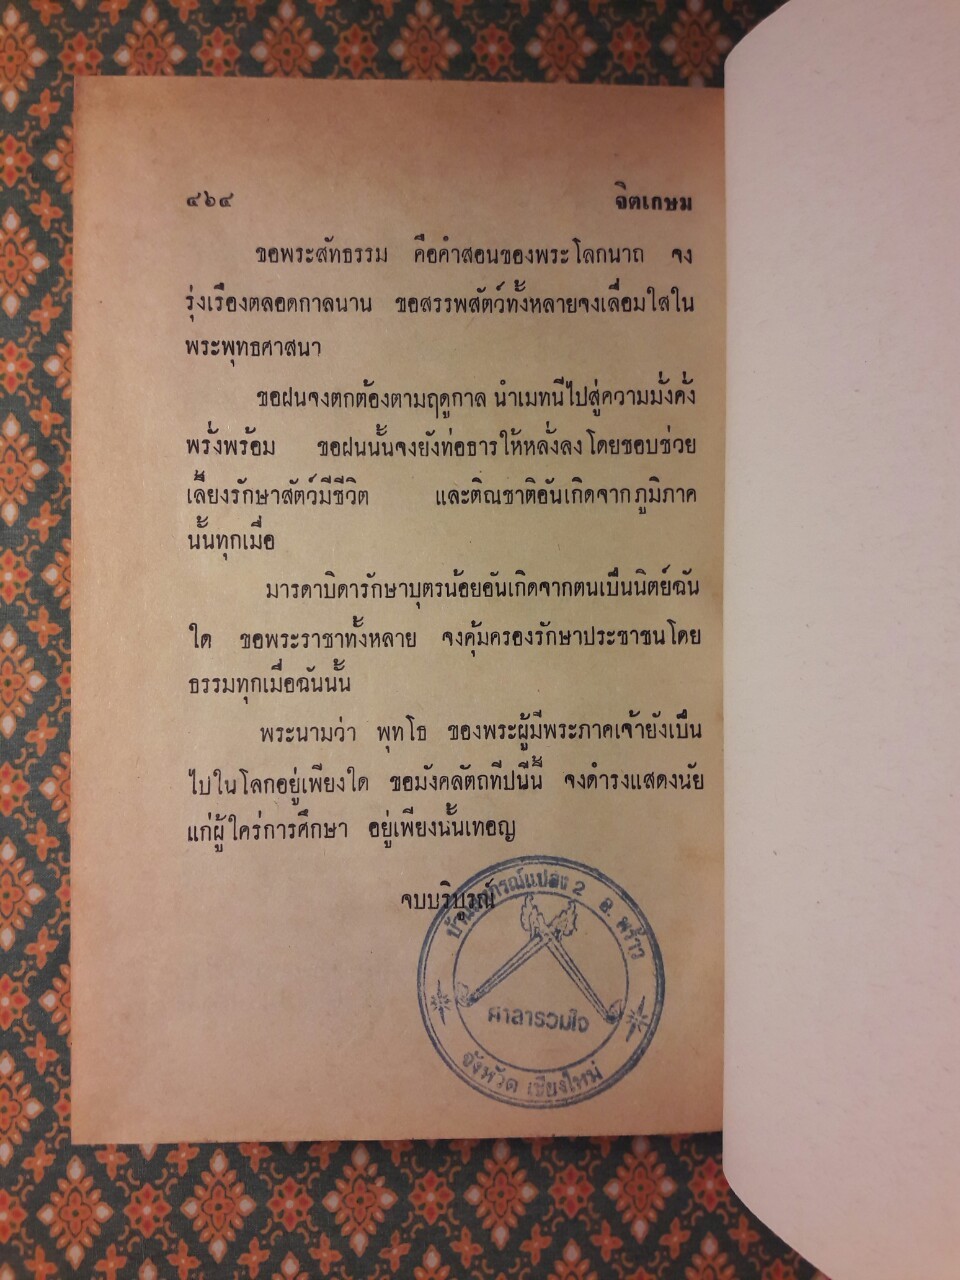 ๔๖๔ จิตเกษม
ขอพระสัทธรรม คือคำสอนของพระโลกนาถ จง
รุ่งเรืองตลอดกาลนาน ขอสรรพสัตว์ทั้งหลายจงเลื่อมใสใน
พระพุทธศาสนา
ขอฝนจงตกต้องตามฤดูกาล นำเมทนีไปสู่ความมั่งคั่ง
พรั่งพร้อม ขอฝนนั้นจงยังท่อธารให้หลั่งลงโดยชอบช่วย
เลี้ยงรักษาสัตว์มีชีวิต และติณชาติอันเกิดจากภูมิภาค
นั้นทุกเมื่อ
มารดาบิดารักษาบุตรน้อยอันเกิดจากตนเป็นนิตย์ฉัน
ใด ขอพระราชาทั้งหลาย จงคุ้มครองรักษาประชาชนโดย
ธรรมทุกเมื่อฉันนั้น
พระนามว่า พุทโธ ของพระผู้มีพระภาคเจ้ายังเป็น
ไปในโลกอยู่เพียงใด ขอมังคลัตถทีปนีนี้ จงดำรงแสดงนัย
แก่ผู้ใคร่การศึกษา อยู่เพียงนั้นเทอญ
จบบริบูรณ์
แปลง 2 อ. พร้าว
ศาลารวมใจ
จังหวัด เชียงใหม่